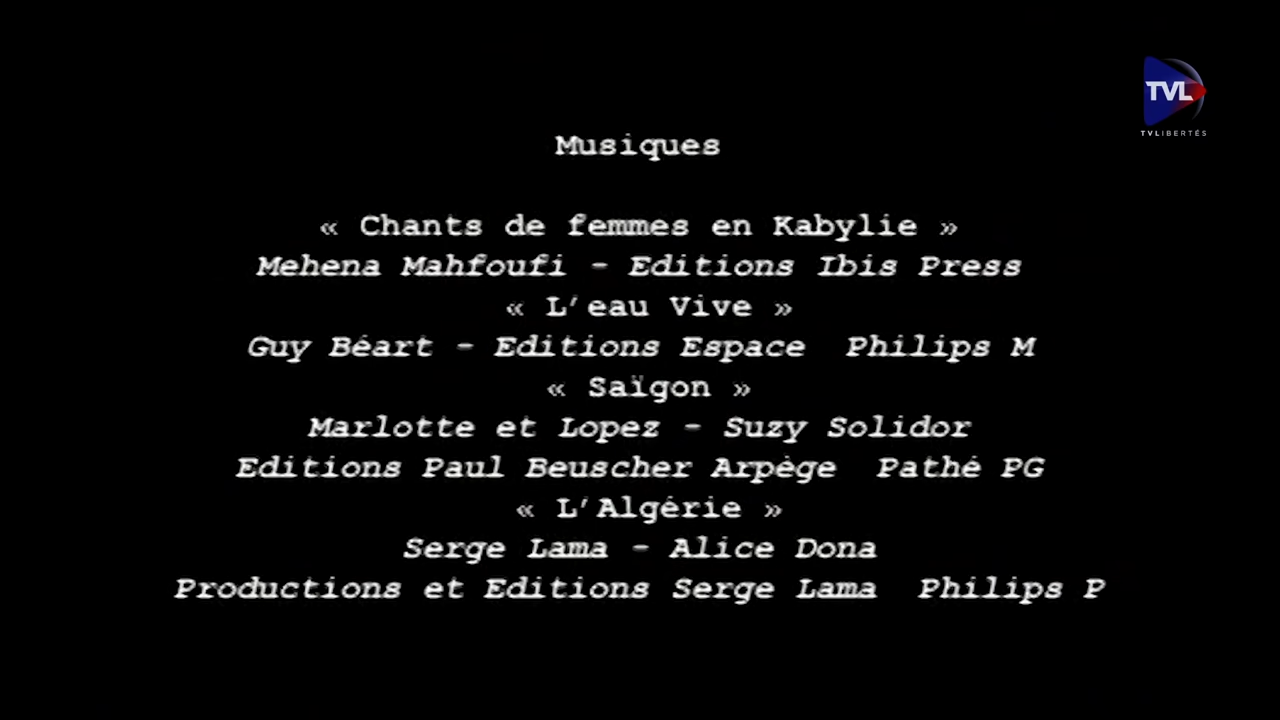 TVL
TVLIBERTÉS
Musiques
« Chants de femmes en Kabylie »
Mehena Mahfoufi - Editions Ibis Press
« L'eau Vive »
Guy Béart - Editions Espace  Philips M
« Saïgon »
Marlotte et Lopez - Suzy Solidor
Editions Paul Beuscher Arpège  Pathé PG
« L'Algérie »
Serge Lama - Alice Dona
Productions et Editions Serge Lama  Philips P